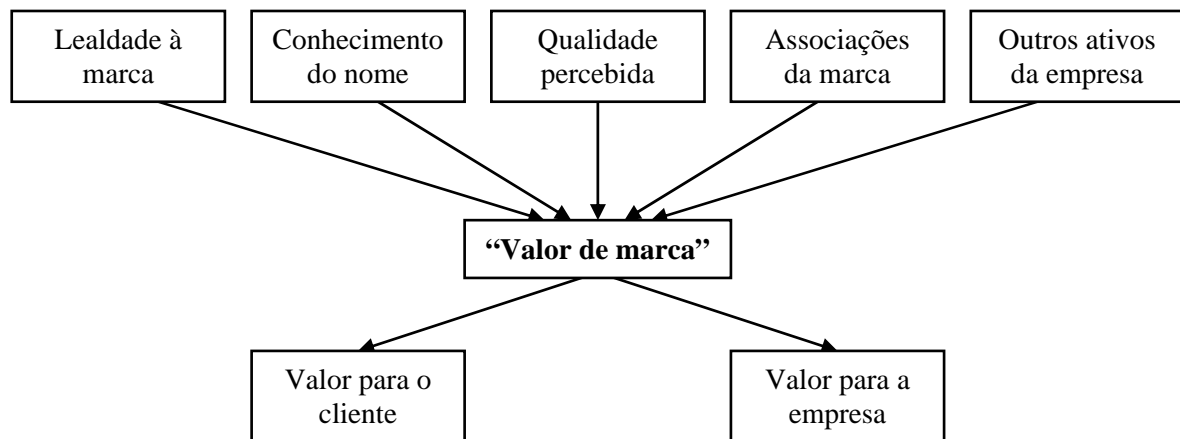 Lealdade à
marca
Conhecimento
do nome
Qualidade
percebida
Associações
da marca
Outros ativos
da empresa
“Valor de marca”
Valor para o
cliente
Valor para a
empresa